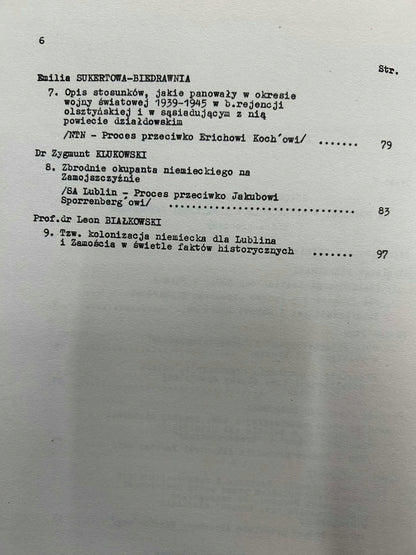 6
Str.
Emilia SUKERTOWA-BIEDRAWNIA
7. Opis stosunków, jakie panowały w okresie
wojny światowej 1939-1945 w b.rejencji
olsztyńskiej i w sąsiadującym z nią
powiecie działdowskim
/NTN - Proces przeciwko Erichowi Koch'owi/ ....... 79
Dr Zygmunt KLUKOWSKI
8. Zbrodnie okupanta niemieckiego na
Zamojszczyźnie
/SA Lublin - Proces przeciwko Jakubowi
Sporrenberg'owi/ ............................ 83
Prof.dr Leon BIAŁKOWSKI
9. Tzw. kolonizacja niemiecka dla Lublina
i Zamościa w świetle faktów historycznych ....... 97